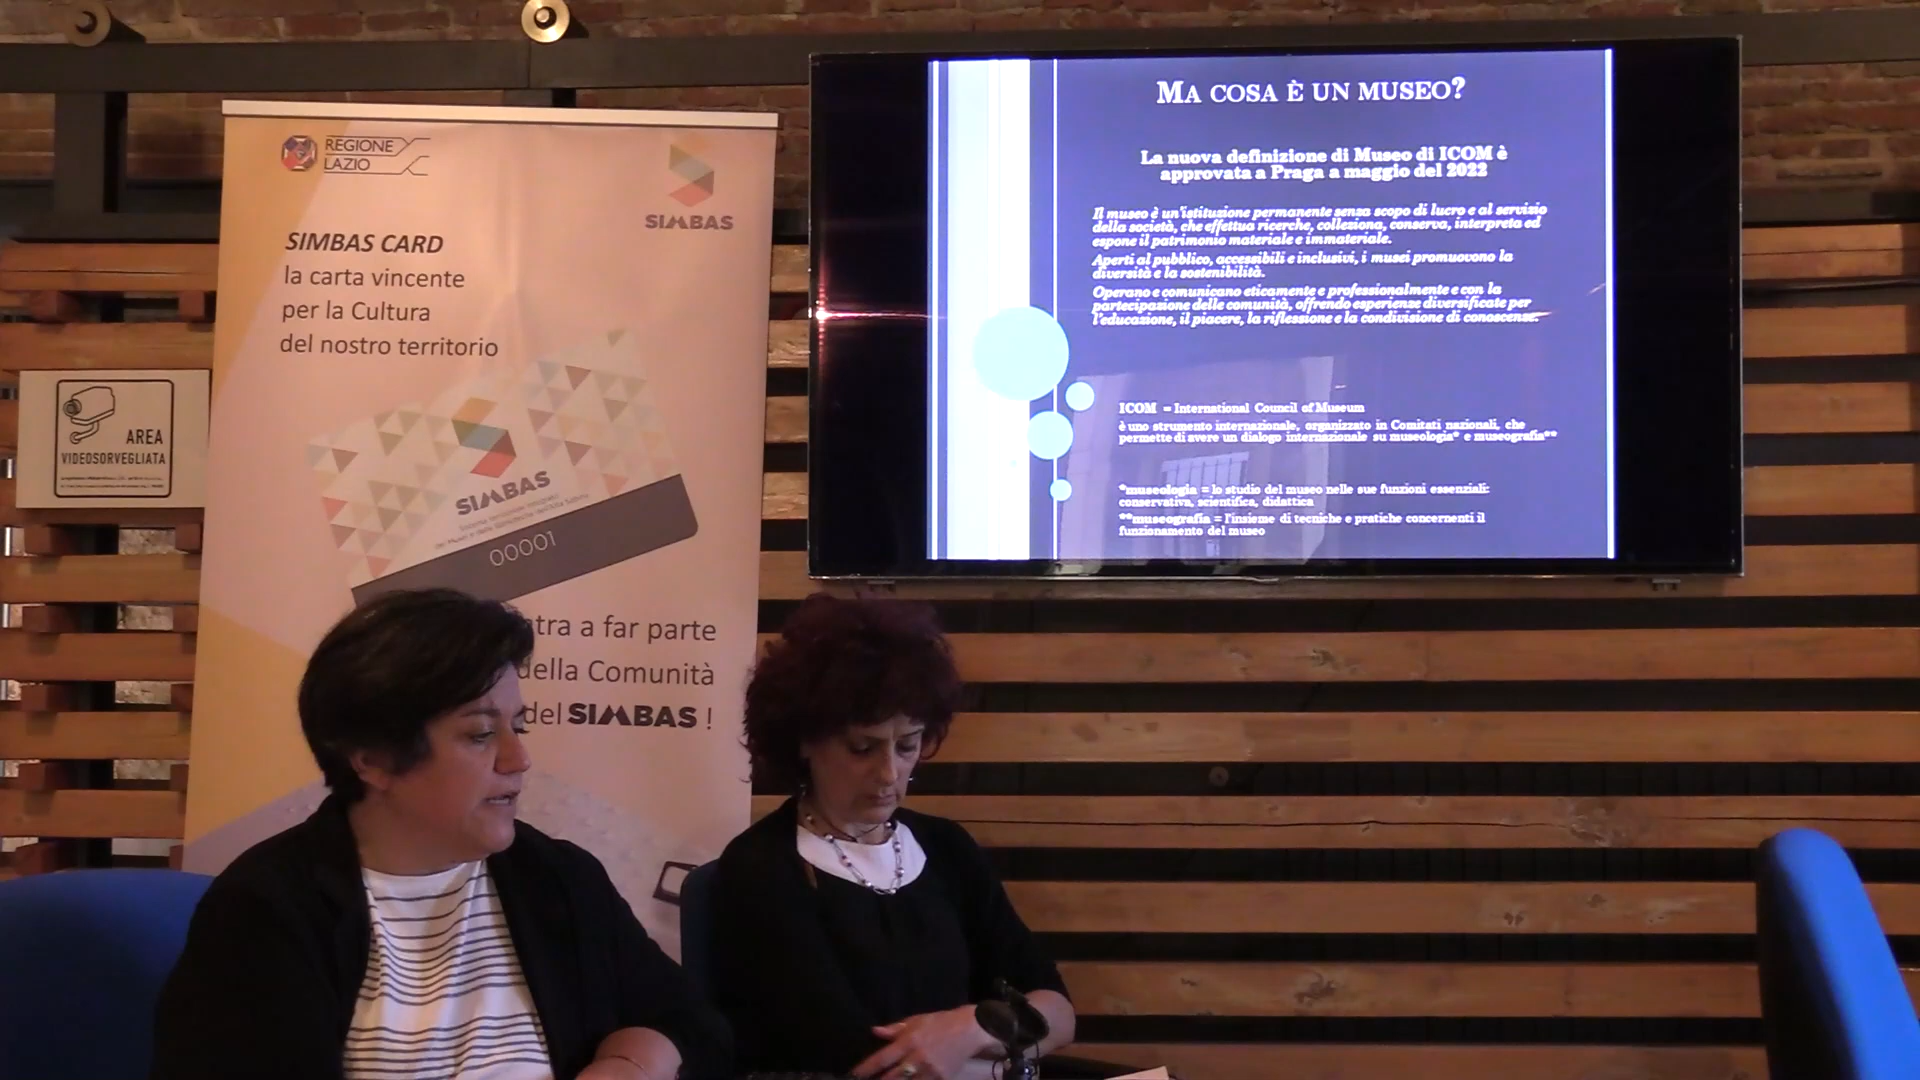 REGIONE
LAZIO
SIMBAS
SIMBAS CARD
la carta vincente
per la Cultura
del nostro territorio
SIMBAS
00001
ntra a far parte
della Comunità
del SIMBAS !
AREA
VIDEOSORVEGLIATA
MA COSA È UN MUSEO?
La nuova definizione di Museo di ICOM è
approvata a Praga a maggio del 2022
Il museo è un'istituzione permanente senza scopo di lucro e al servizio
della società, che effettua ricerche, colleziona, conserva, interpreta ed
espone il patrimonio materiale e immateriale.
Aperti al pubblico, accessibili e inclusivi, i musei promuovono la
diversità e la sostenibilità.
Operano e comunicano eticamente e professionalmente e con la
partecipazione delle comunità, offrendo esperienze diversificate per
l'educazione, il piacere, la riflessione e la condivisione di conoscenze.
ICOM = International Council of Museum
è uno strumento internazionale, organizzato in Comitati nazionali, che
permette di avere un dialogo internazionale su museologia* e museografia**
*museologia = lo studio del museo nelle sue funzioni essenziali:
conservativa, scientifica, didattica
**museografia = l'insieme di tecniche e pratiche concernenti il
funzionamento del museo